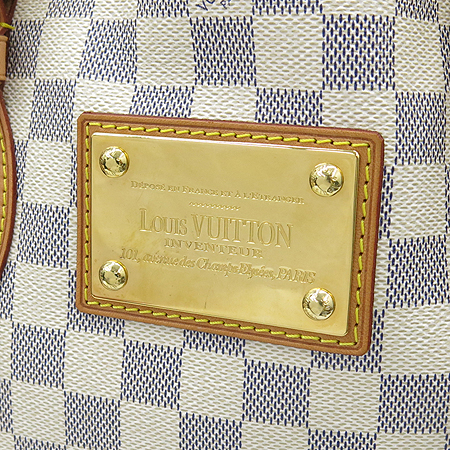 DÉPOSÉ EN FRANCE ET À L'ÉTRANGER
LOUIS VUITTON
INVENTEUR
101, avenue des Champs Elysées, PARIS